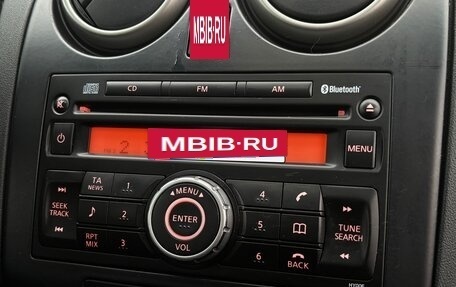 MBIB·RU
CD
FM
AM
Bluetooth
2
MBIB·RU
MENU
TA
NEWS
1
MENU
4
SEEK
TRACK
2
ENTER
5
TUNE
SEARCH
RPT
MIX
3
VOL
6
BACK